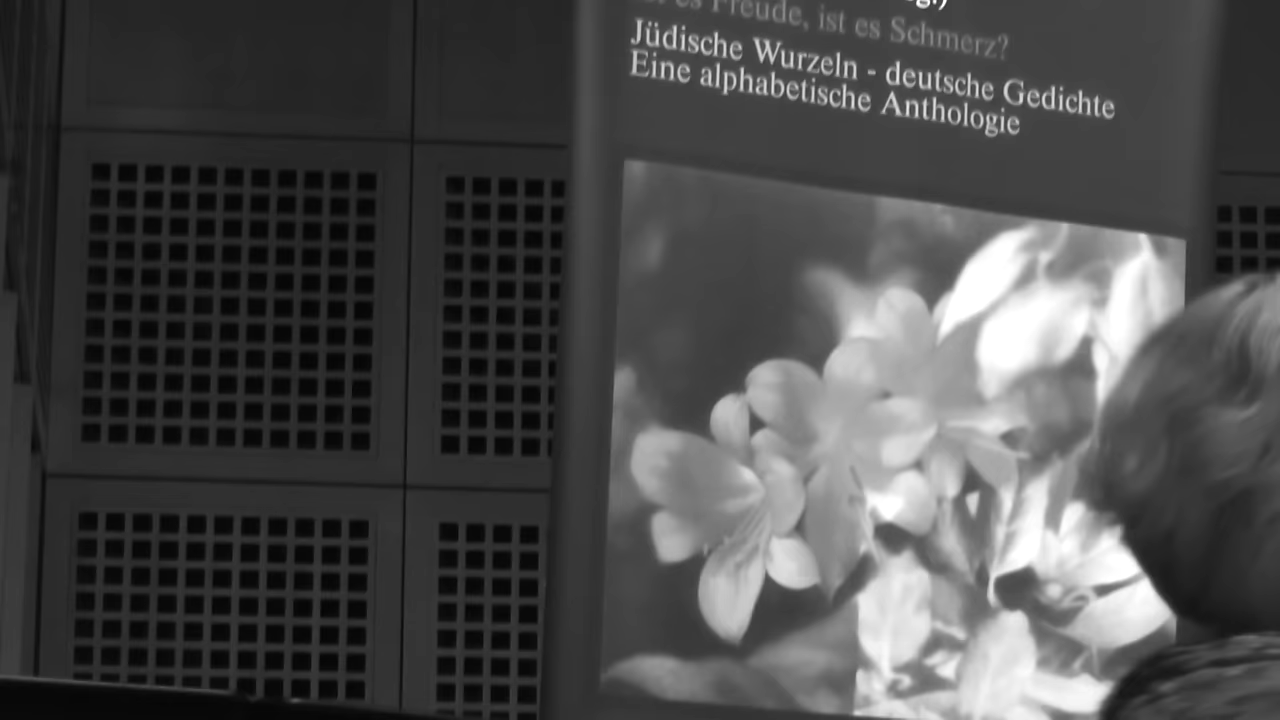 es Freude, ist es Schmerz?
Jüdische Wurzeln - deutsche Gedichte
Eine alphabetische Anthologie